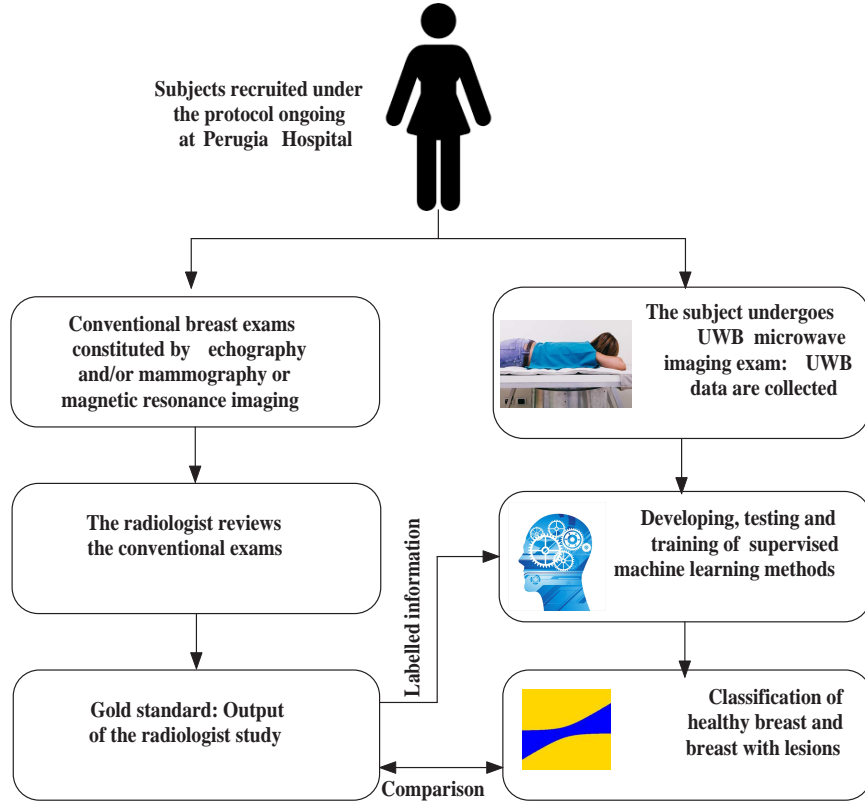 Subjects recruited under
the protocol ongoing
at Perugia Hospital
Conventional breast exams
constituted by echography
and/or mammography or
magnetic resonance imaging
The subject undergoes
UWB microwave
imaging exam: UWB
data are collected
The radiologist reviews
the conventional exams
Labelled information
Developing, testing and
training of supervised
machine learning methods
Gold standard: Output
of the radiologist study
Classification of
healthy breast and
breast with lesions
Comparison